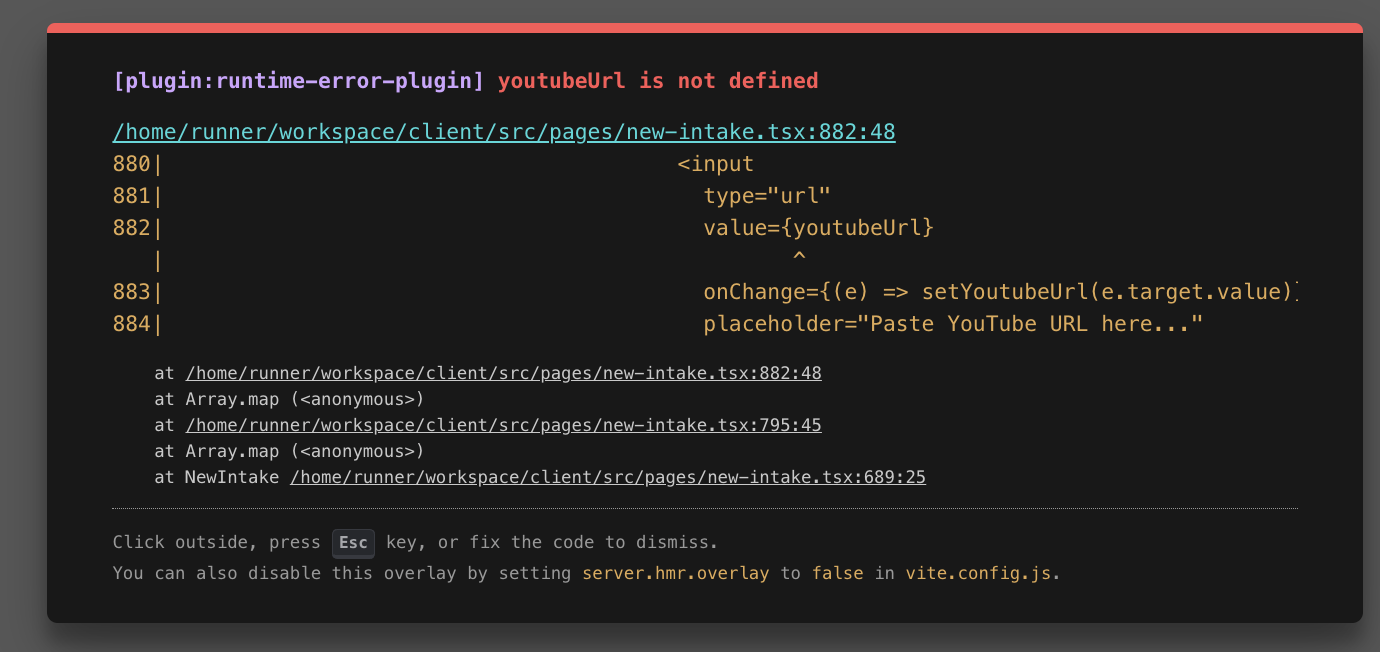 [plugin:runtime-error-plugin] youtubeUrl is not defined
/home/runner/workspace/client/src/pages/new-intake.tsx:882:48
880|                                         <input
881|                                           type="url"
882|                                           value={youtubeUrl}
   |                                                  ^
883|                                           onChange={(e) => setYoutubeUrl(e.target.value)
884|                                           placeholder="Paste YouTube URL here..."
at /home/runner/workspace/client/src/pages/new-intake.tsx:882:48
at Array.map (<anonymous>)
at /home/runner/workspace/client/src/pages/new-intake.tsx:795:45
at Array.map (<anonymous>)
at NewIntake /home/runner/workspace/client/src/pages/new-intake.tsx:689:25
Click outside, press Esc key, or fix the code to dismiss.
You can also disable this overlay by setting server.hmr.overlay to false in vite.config.js.